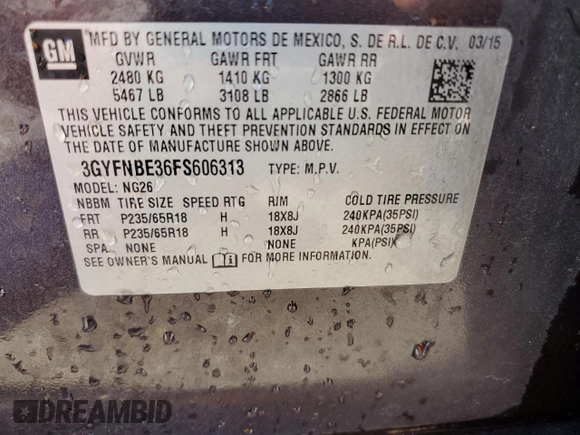 GM MFD BY GENERAL MOTORS DE MEXICO, S. DE R.L. DE C.V. 03/15
GVWR GAWR FRT GAWR RR
2480 KG 1410 KG 1300 KG
5467 LB 3108 LB 2866 LB
THIS VEHICLE CONFORMS TO ALL APPLICABLE U.S. FEDERAL MOTOR
VEHICLE SAFETY AND THEFT PREVENTION STANDARDS IN EFFECT ON
THE DATE OF MANUFACTURE SHOWN ABOVE.
3GYFNBE36FS606313 TYPE: M.P.V.
MODEL: NG26
NBBM TIRE SIZE SPEED RTG RIM COLD TIRE PRESSURE
FRT P235/65R18 H 18X8J 240KPA(35PSI)
RR P235/65R18 H 18X8J 240KPA(35PSI)
SPA NONE NONE KPA(PSI)
SEE OWNER'S MANUAL FOR MORE INFORMATION
DREAMBID